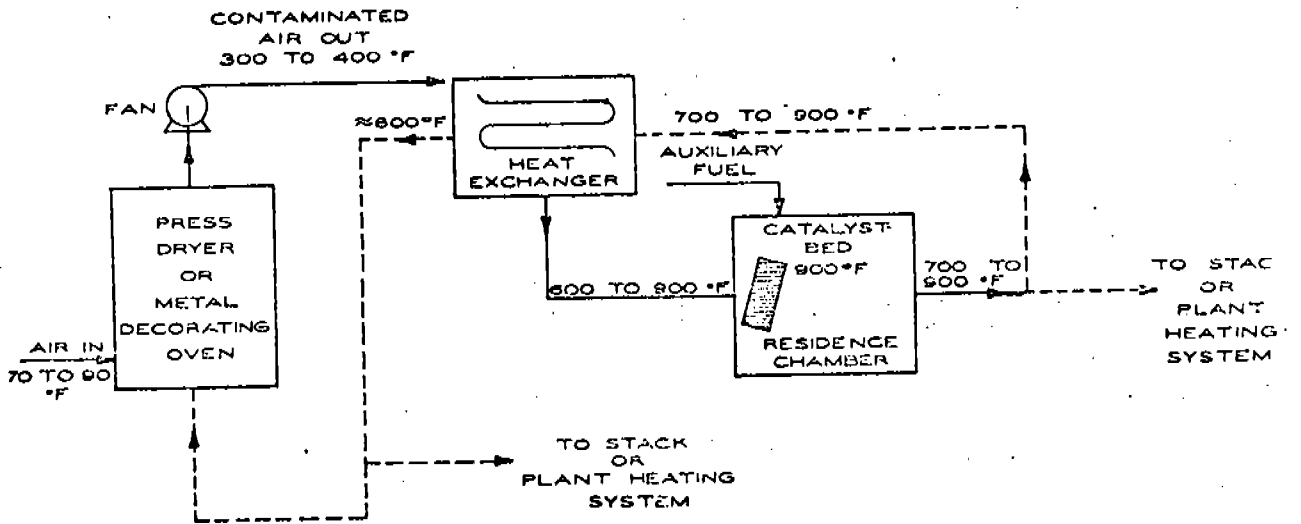 CONTAMINATED
AIR OUT
300 TO 400 °F
FAN
≈600°F
700 TO 900 °F
HEAT
EXCHANGER
AUXILIARY
FUEL
PRESS
DRYER
OR
METAL
DECORATING
OVEN
CATALYST
BED
900°F
600 TO 900 °F
700 TO
900 °F
RESIDENCE
CHAMBER
TO STAC
OR
PLANT
HEATING
SYSTEM
AIR IN
70 TO 90
°F
TO STACK
OR
PLANT HEATING
SYSTEM